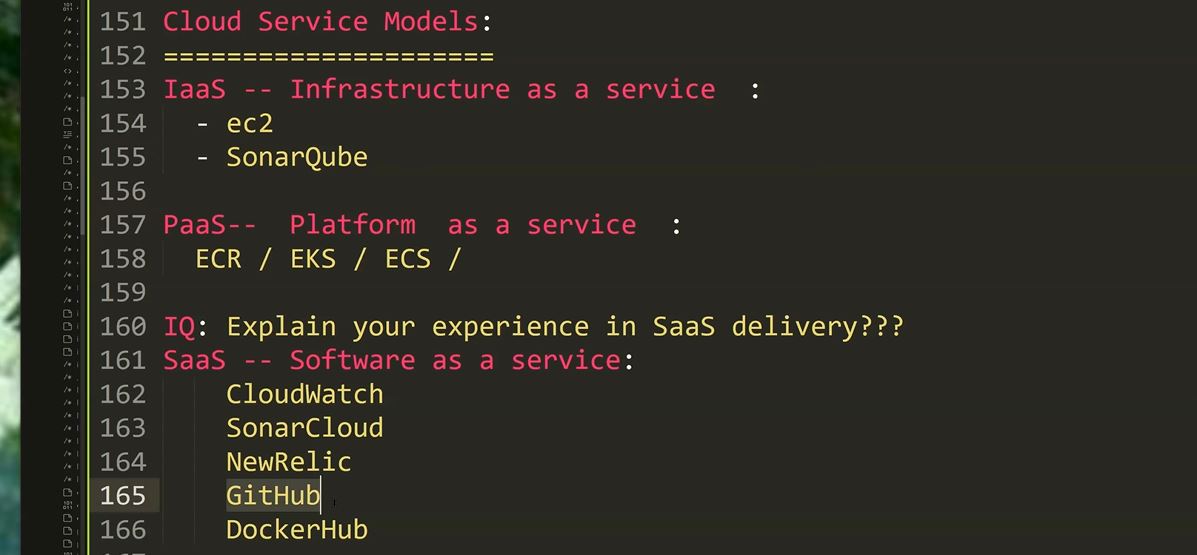 151 Cloud Service Models:
152 =====================
153 IaaS -- Infrastructure as a service  :
154   - ec2
155   - SonarQube
156
157 PaaS--  Platform  as a service  :
158   ECR / EKS / ECS /
159
160 IQ: Explain your experience in SaaS delivery???
161 SaaS -- Software as a service:
162     CloudWatch
163     SonarCloud
164     NewRelic
165     GitHub
166     DockerHub